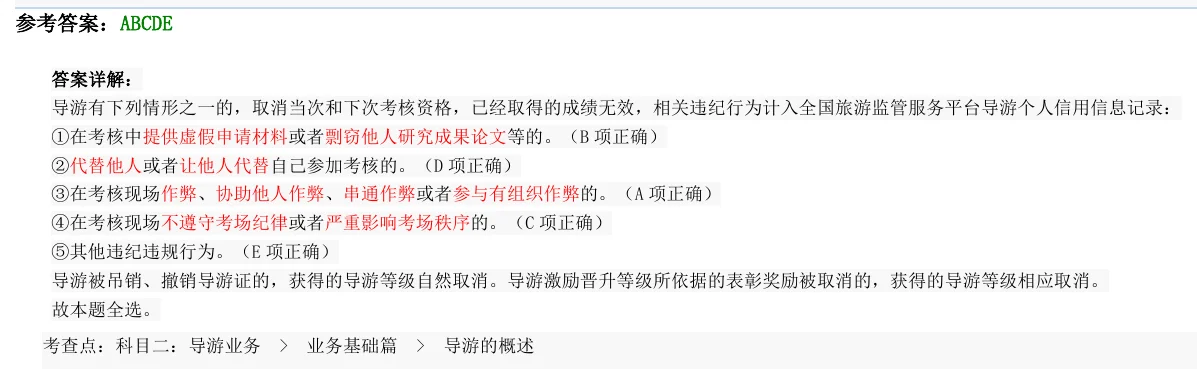 参考答案：ABCDE
答案详解：
导游有下列情形之一的，取消当次和下次考核资格，已经取得的成绩无效，相关违纪行为计入全国旅游监管服务平台导游个人信用信息记录：
①在考核中提供虚假申请材料或者剽窃他人研究成果论文等的。（B 项正确）
②代替他人或者让他人代替自己参加考核的。（D 项正确）
③在考核现场作弊、协助他人作弊、串通作弊或者参与有组织作弊的。（A 项正确）
④在考核现场不遵守考场纪律或者严重影响考场秩序的。（C 项正确）
⑤其他违纪违规行为。（E 项正确）
导游被吊销、撤销导游证的，获得的导游等级自然取消。导游激励晋升等级所依据的表彰奖励被取消的，获得的导游等级相应取消。
故本题全选。
考查点：科目二：导游业务 > 业务基础篇 > 导游的概述